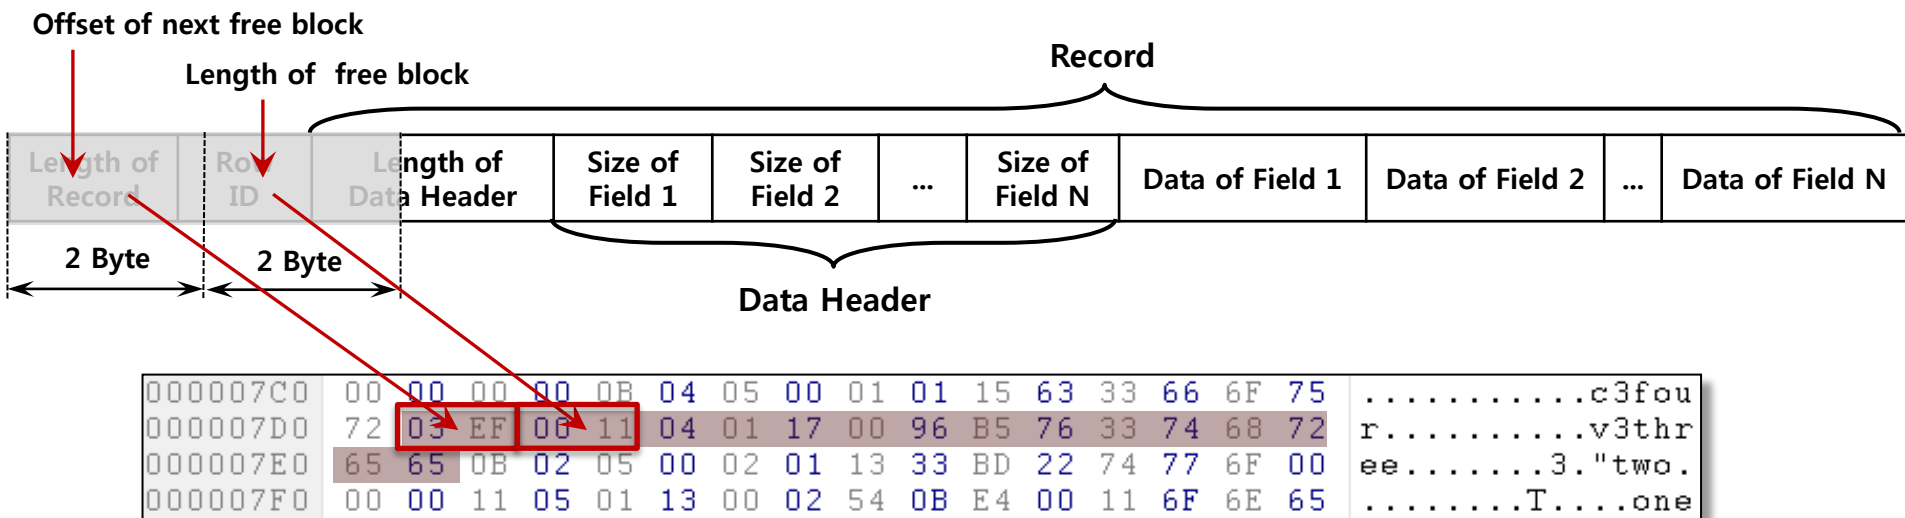 Offset of next free block
Length of free block
Record
Length of
Record
Row
ID
Length of
Data Header
Size of
Field 1
Size of
Field 2
...
Size of
Field N
Data of Field 1
Data of Field 2
...
Data of Field N
2 Byte
2 Byte
Data Header
000007C0 00 00 00 00 0B 04 05 00 01 01 15 63 33 66 6F 75 ...........c3fou
000007D0 72 03 EF 00 11 04 01 17 00 96 B5 76 33 74 68 72 r..........v3thr
000007E0 65 65 0B 02 05 00 02 01 13 33 BD 22 74 77 6F 00 ee.......3."two.
000007F0 00 00 11 05 01 13 00 02 54 0B E4 00 11 6F 6E 65 ........T....one